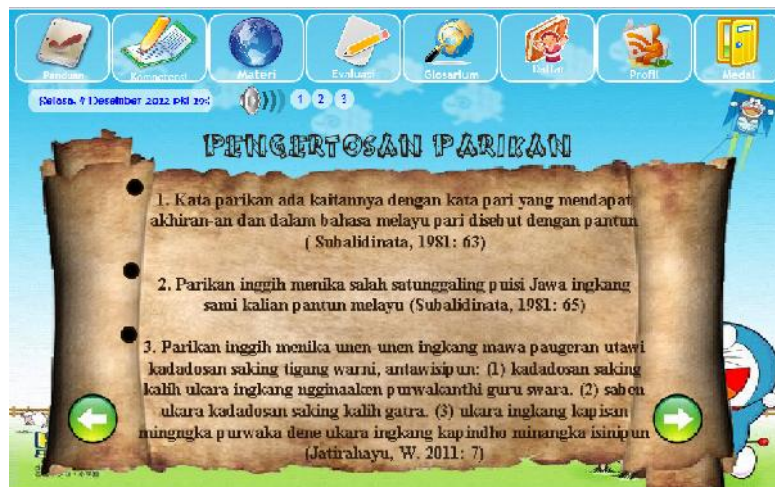 Panduan Kompetensi Materi Evaluasi Glosarium Daftar Profil Medal
Selasa, 4 Desember 2012 pkl
1 2 3
PENGERTOSAN PARIKAN
1. Kata parikan ada kaitannya dengan kata pari yang mendapat
akhiran-an dan dalam bahasa melayu pari disebut dengan pantun
( Subalidinata, 1981: 63)
2. Parikan inggih menika salah satunggaling puisi Jawa ingkang
sami kalian pantun melayu (Subalidinata, 1981: 65)
3. Parikan inggih menika unen-unen ingkang mawa paugeran utawi
kadadosan saking tigang warni, antawisipun: (1) kadadosan saking
kalih ukara ingkang ngginaaken purwakanthi guru swara. (2) saben
ukara kadadosan saking kalih gatra. (3) ukara ingkang kapisan
mingngka purwaka dene ukara ingkang kapindho minangka isinipun
(Jatirahayu, W. 2011: 7)